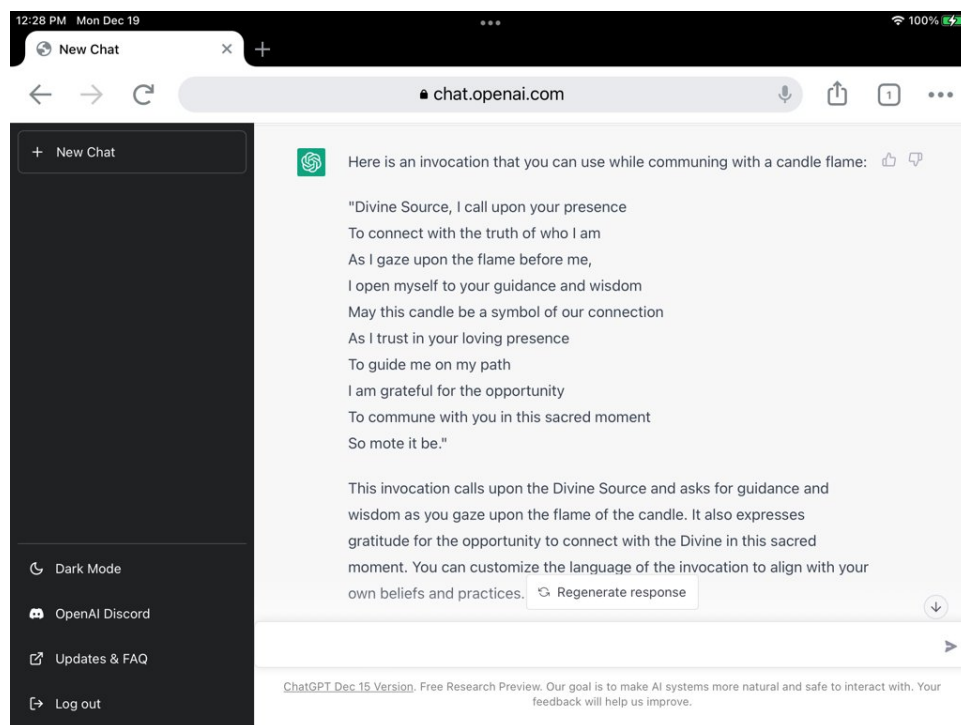 12:28 PM Mon Dec 19
100%
New Chat
chat.openai.com
1
+ New Chat
Here is an invocation that you can use while communing with a candle flame:
"Divine Source, I call upon your presence
To connect with the truth of who I am
As I gaze upon the flame before me,
I open myself to your guidance and wisdom
May this candle be a symbol of our connection
As I trust in your loving presence
To guide me on my path
I am grateful for the opportunity
To commune with you in this sacred moment
So mote it be."
This invocation calls upon the Divine Source and asks for guidance and
wisdom as you gaze upon the flame of the candle. It also expresses
gratitude for the opportunity to connect with the Divine in this sacred
moment. You can customize the language of the invocation to align with your
own beliefs and practices.
Regenerate response
Dark Mode
OpenAI Discord
Updates & FAQ
Log out
ChatGPT Dec 15 Version. Free Research Preview. Our goal is to make AI systems more natural and safe to interact with. Your
feedback will help us improve.